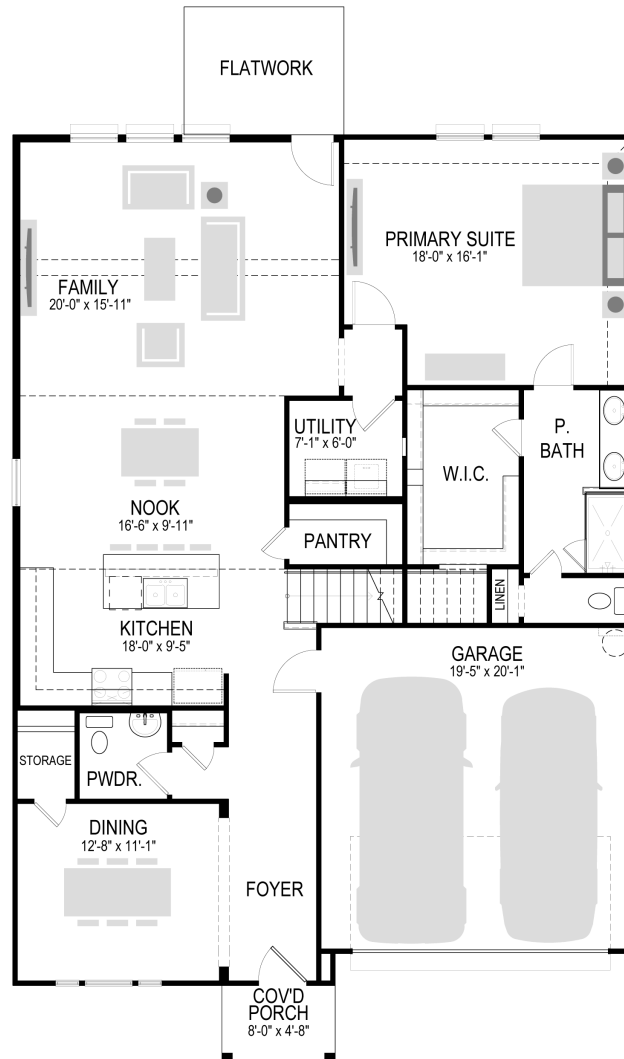 FLATWORK
PRIMARY SUITE
18'-0" x 16'-1"
FAMILY
20'-0" x 15'-11"
UTILITY
7'-1" x 6'-0"
P.
BATH
W.I.C.
NOOK
16'-6" x 9'-11"
PANTRY
LINEN
KITCHEN
18'-0" x 9'-5"
GARAGE
19'-5" x 20'-1"
STORAGE
PWDR.
DINING
12'-8" x 11'-1"
FOYER
COV'D
PORCH
8'-0" x 4'-8"